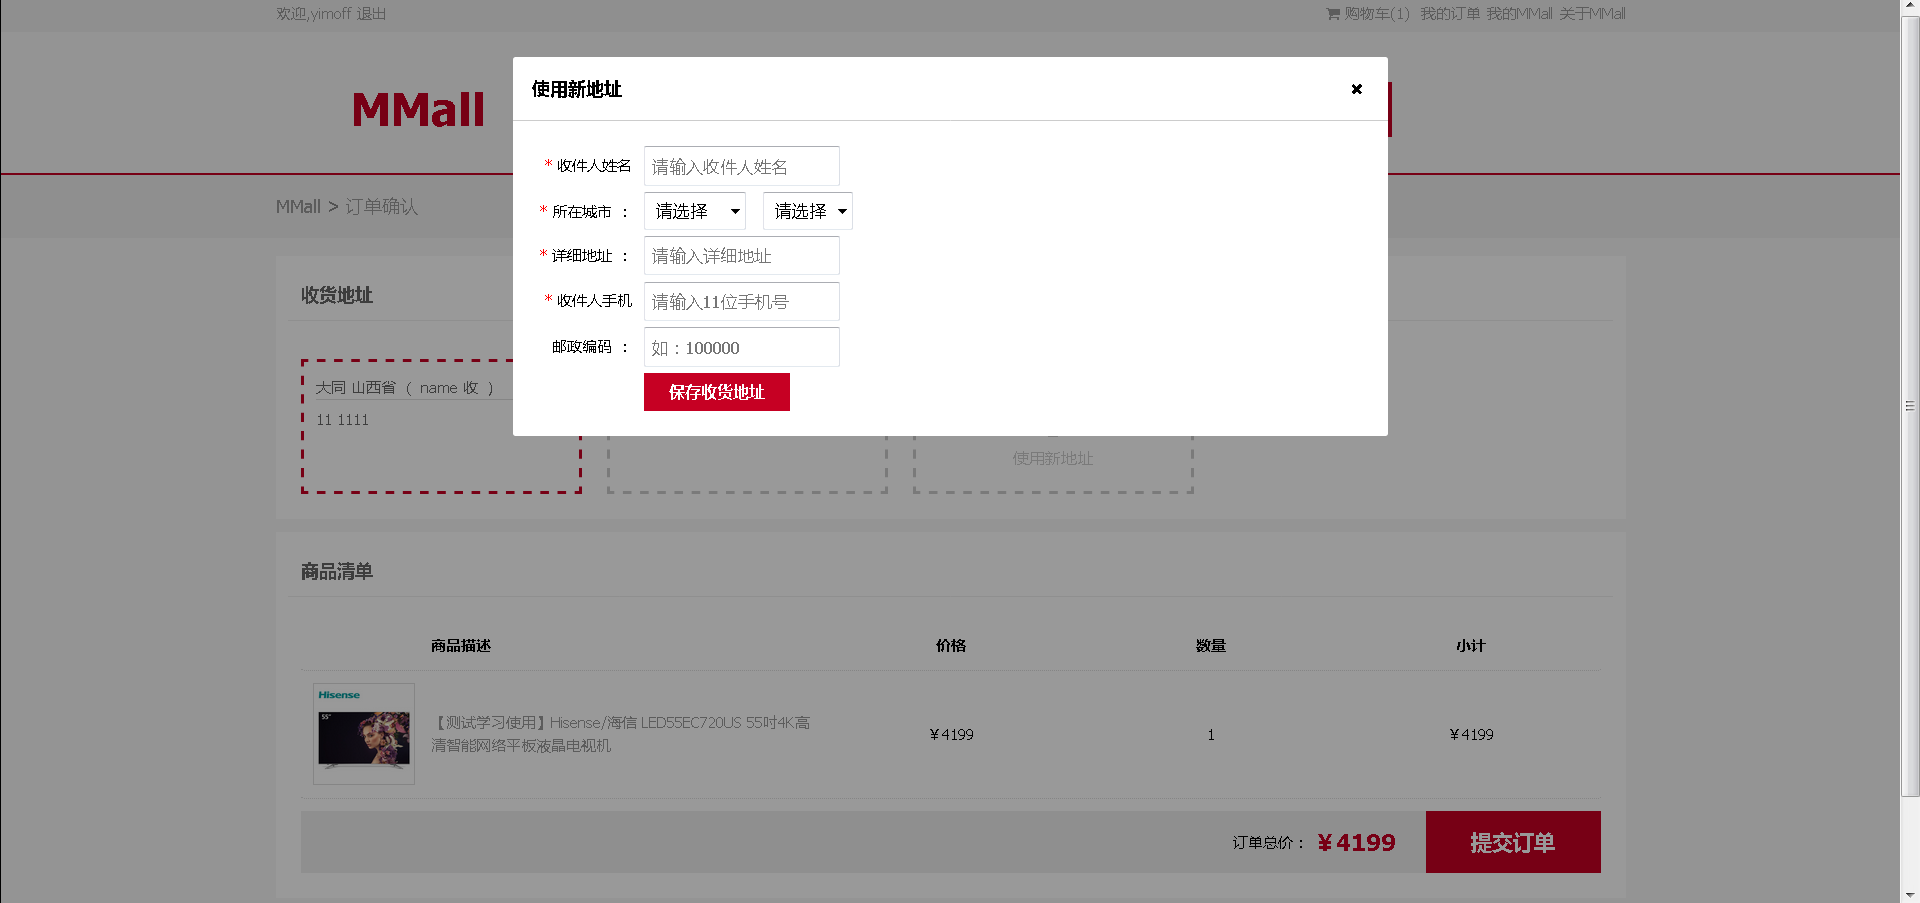 欢迎,yimoff 退出
购物车(1) 我的订单 我的MMall 关于MMall
MMall
MMall > 订单确认
使用新地址
* 收件人姓名 请输入收件人姓名
* 所在城市 : 请选择 请选择
* 详细地址 : 请输入详细地址
* 收件人手机 请输入11位手机号
邮政编码 : 如:100000
保存收货地址
收货地址
大同 山西省 ( name 收 )
11 1111
使用新地址
商品清单
商品描述 价格 数量 小计
Hisense
55"
【测试学习使用】Hisense/海信 LED55EC720US 55吋4K高
清智能网络平板液晶电视机
¥4199 1 ¥4199
订单总价: ¥4199 提交订单